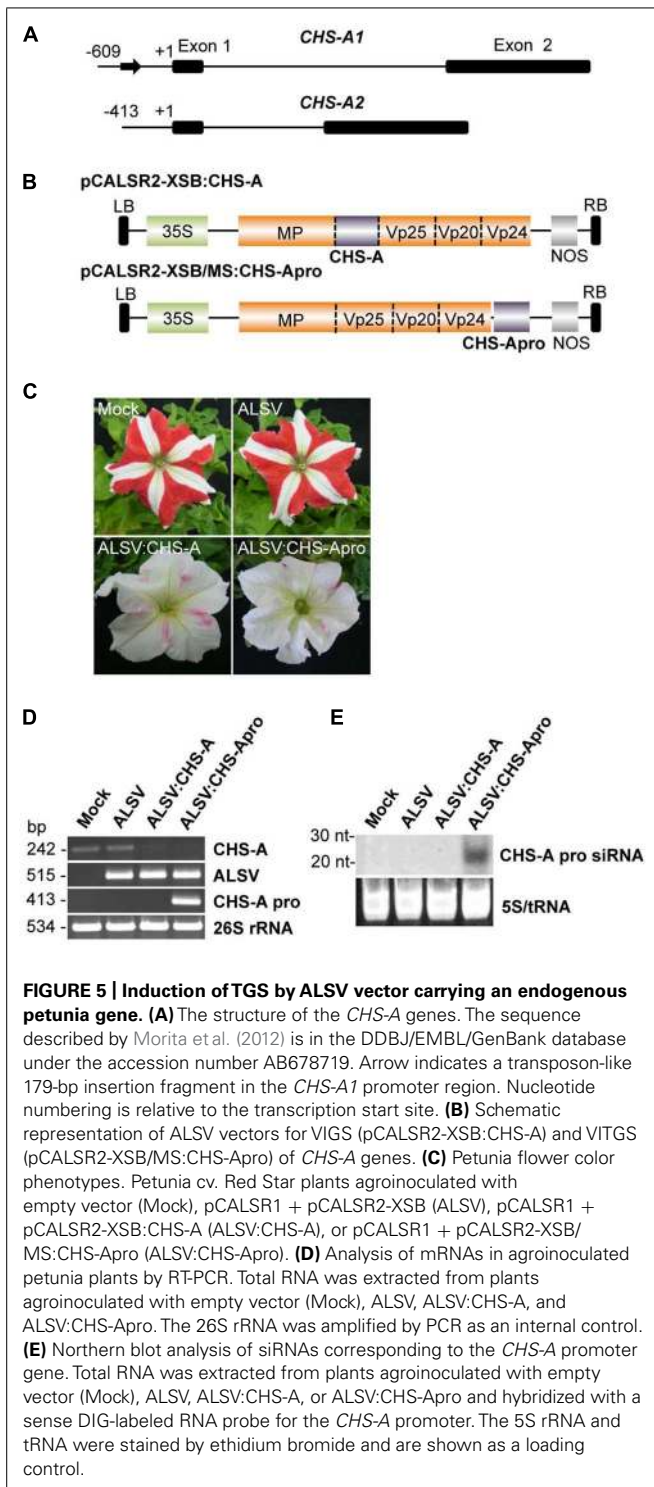 A
-609
+1
Exon 1
CHS-A1
Exon 2
-413
+1
CHS-A2
B
pCALSR2-XSB:CHS-A
LB
RB
35S
MP
Vp25
Vp20
Vp24
CHS-A
NOS
pCALSR2-XSB/MS:CHS-Apro
LB
RB
35S
MP
Vp25
Vp20
Vp24
CHS-Apro
NOS
C
Mock
ALSV
ALSV:CHS-A
ALSV:CHS-Apro
D
Mock
ALSV
ALSV:CHS-A
ALSV:CHS-Apro
bp
242 -
CHS-A
515 -
ALSV
413 -
CHS-A pro
534 -
26S rRNA
E
Mock
ALSV
ALSV:CHS-A
ALSV:CHS-Apro
30 nt-
20 nt-
CHS-A pro siRNA
5S/tRNA
FIGURE 5 | Induction of TGS by ALSV vector carrying an endogenous
petunia gene. (A) The structure of the CHS-A genes. The sequence
described by Morita et al. (2012) is in the DDBJ/EMBL/GenBank database
under the accession number AB678719. Arrow indicates a transposon-like
179-bp insertion fragment in the CHS-A1 promoter region. Nucleotide
numbering is relative to the transcription start site. (B) Schematic
representation of ALSV vectors for VIGS (pCALSR2-XSB:CHS-A) and VITGS
(pCALSR2-XSB/MS:CHS-Apro) of CHS-A genes. (C) Petunia flower color
phenotypes. Petunia cv. Red Star plants agroinoculated with
empty vector (Mock), pCALSR1 + pCALSR2-XSB (ALSV), pCALSR1 +
pCALSR2-XSB:CHS-A (ALSV:CHS-A), or pCALSR1 + pCALSR2-XSB/
MS:CHS-Apro (ALSV:CHS-Apro). (D) Analysis of mRNAs in agroinoculated
petunia plants by RT-PCR. Total RNA was extracted from plants
agroinoculated with empty vector (Mock), ALSV, ALSV:CHS-A, and
ALSV:CHS-Apro. The 26S rRNA was amplified by PCR as an internal control.
(E) Northern blot analysis of siRNAs corresponding to the CHS-A promoter
gene. Total RNA was extracted from plants agroinoculated with empty
vector (Mock), ALSV, ALSV:CHS-A, or ALSV:CHS-Apro and hybridized with a
sense DIG-labeled RNA probe for the CHS-A promoter. The 5S rRNA and
tRNA were stained by ethidium bromide and are shown as a loading
control.